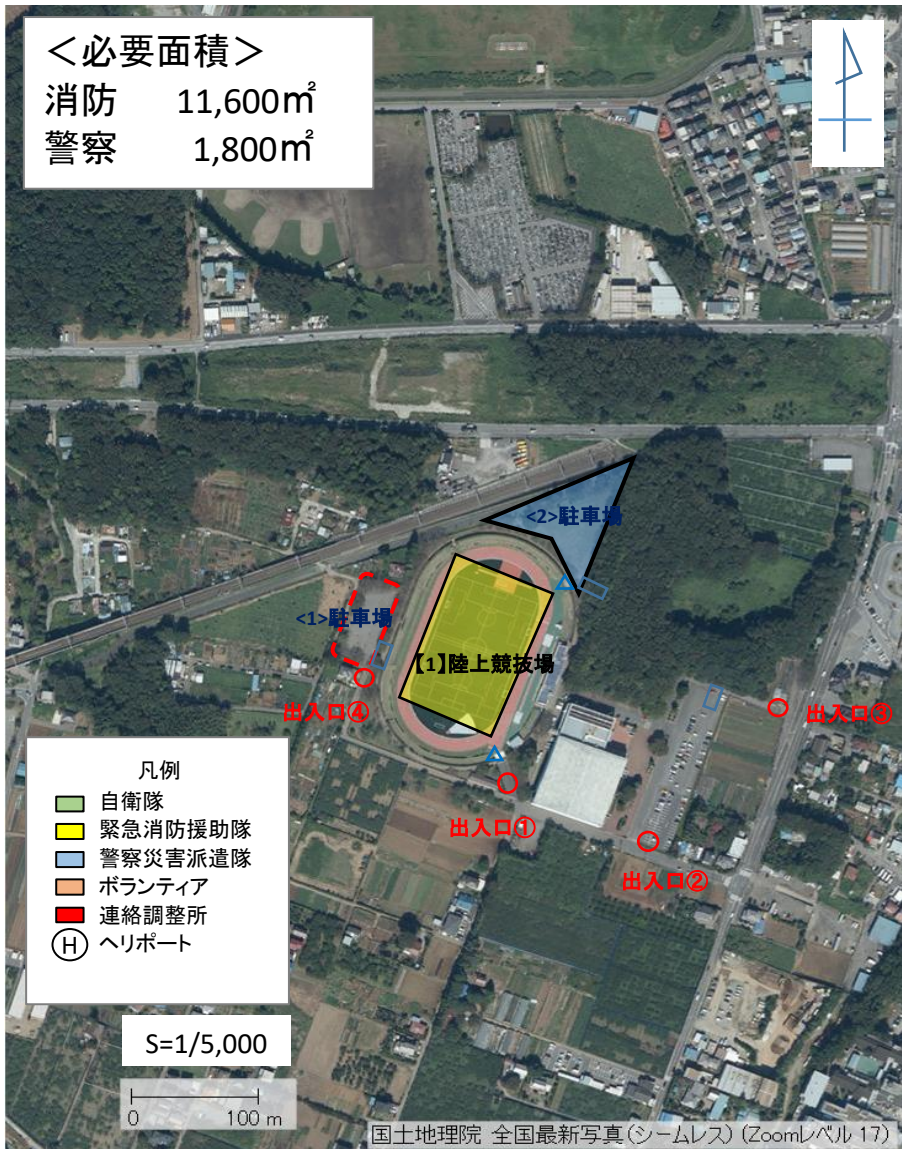 ＜必要面積＞
消防 11,600㎡
警察 1,800㎡
<2>駐車場
<1>駐車場
【1】陸上競技場
出入口④
出入口③
出入口①
出入口②
凡例
自衛隊
緊急消防援助隊
警察災害派遣隊
ボランティア
連絡調整所
Ⓗ ヘリポート
S=1/5,000
0 100 m
国土地理院 全国最新写真(シームレス) (Zoomレベル 17)